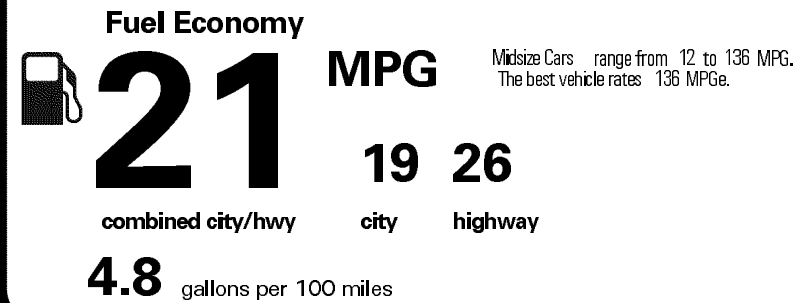 Fuel Economy
21 MPG
Midsize Cars range from 12 to 136 MPG.
The best vehicle rates 136 MPGe.
19 26
combined city/hwy city highway
4.8 gallons per 100 miles